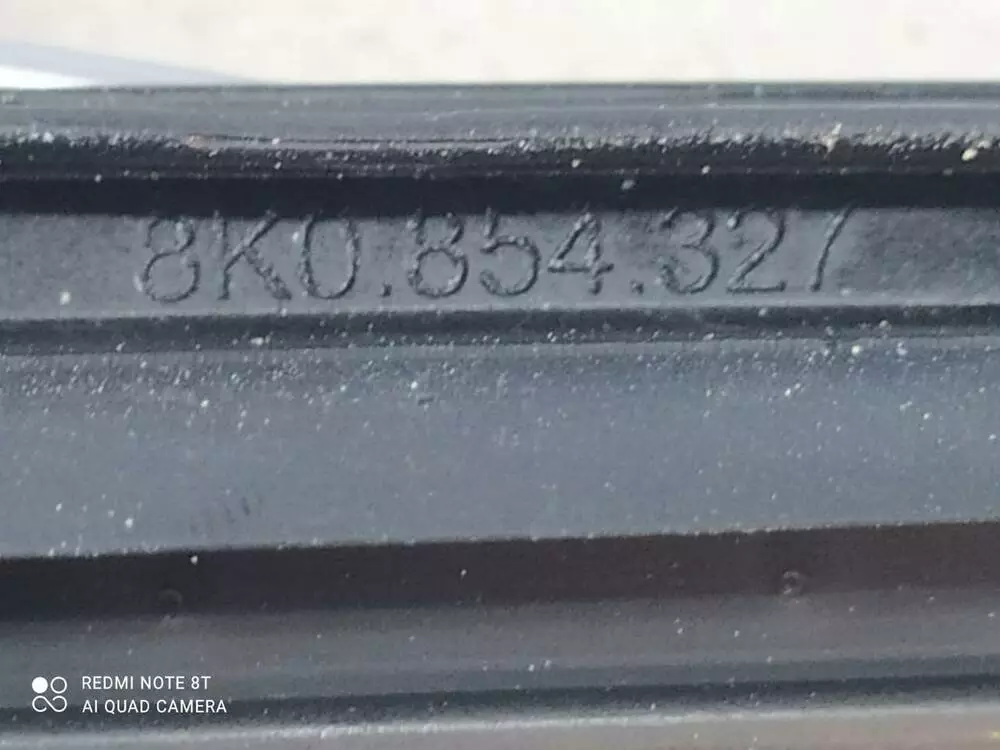 8K0.854.327
REDMI NOTE 8T
AI QUAD CAMERA